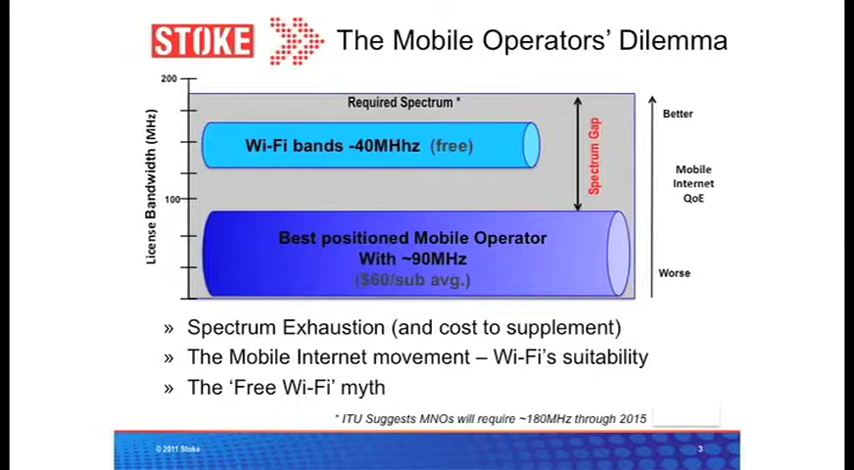 STOKE
The Mobile Operators' Dilemma
200
Required Spectrum *
Better
Wi-Fi bands -40MHhz (free)
Spectrum Gap
License Bandwidth (MHz)
Mobile
Internet
QoE
100
Best positioned Mobile Operator
With ~90MHz
($60/sub avg.)
Worse
» Spectrum Exhaustion (and cost to supplement)
» The Mobile Internet movement – Wi-Fi's suitability
» The 'Free Wi-Fi' myth
* ITU Suggests MNOs will require ~180MHz through 2015
© 2011 Stoke
3